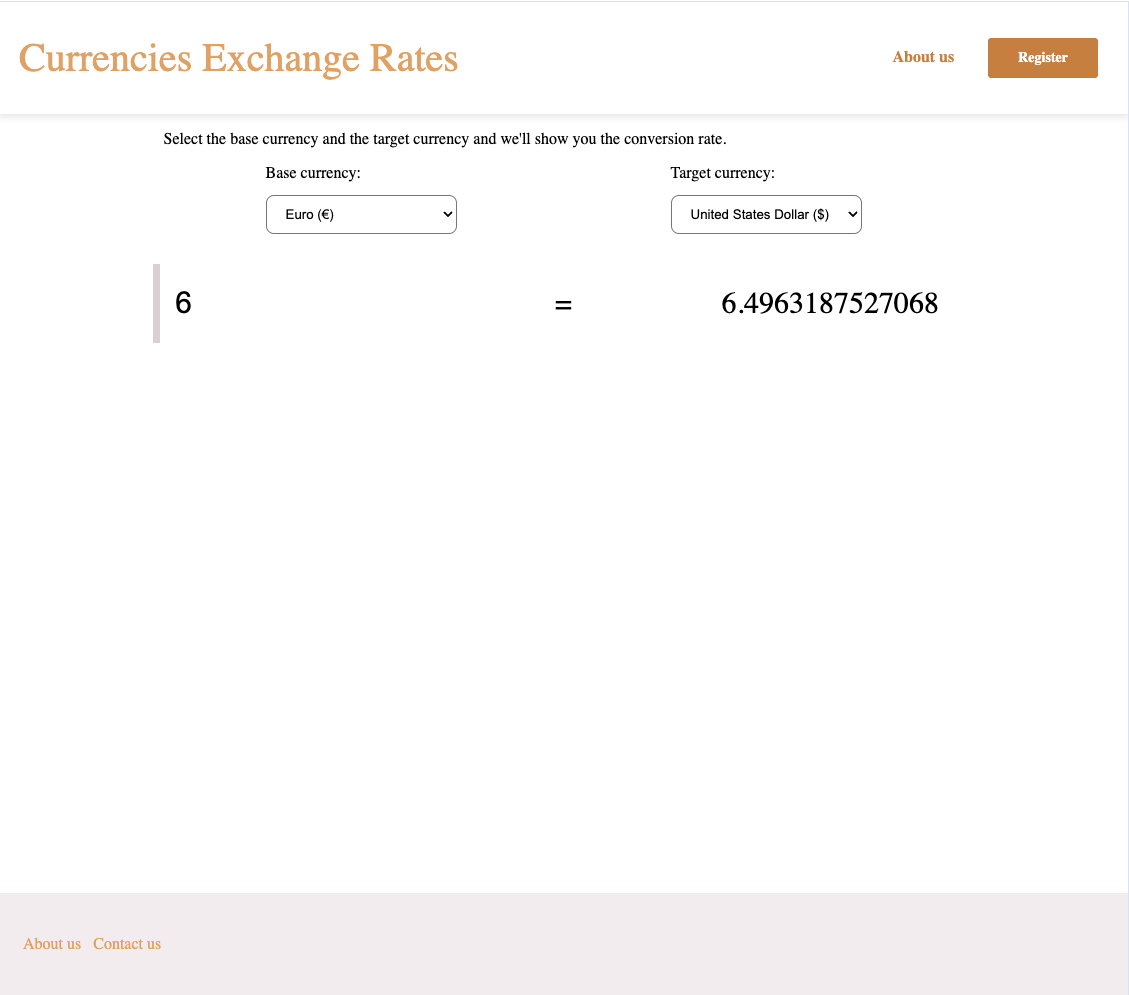 Currencies Exchange Rates
About us
Register
Select the base currency and the target currency and we'll show you the conversion rate.
Base currency:
Target currency:
Euro (€)
United States Dollar ($)
6
=
6.4963187527068
About us
Contact us